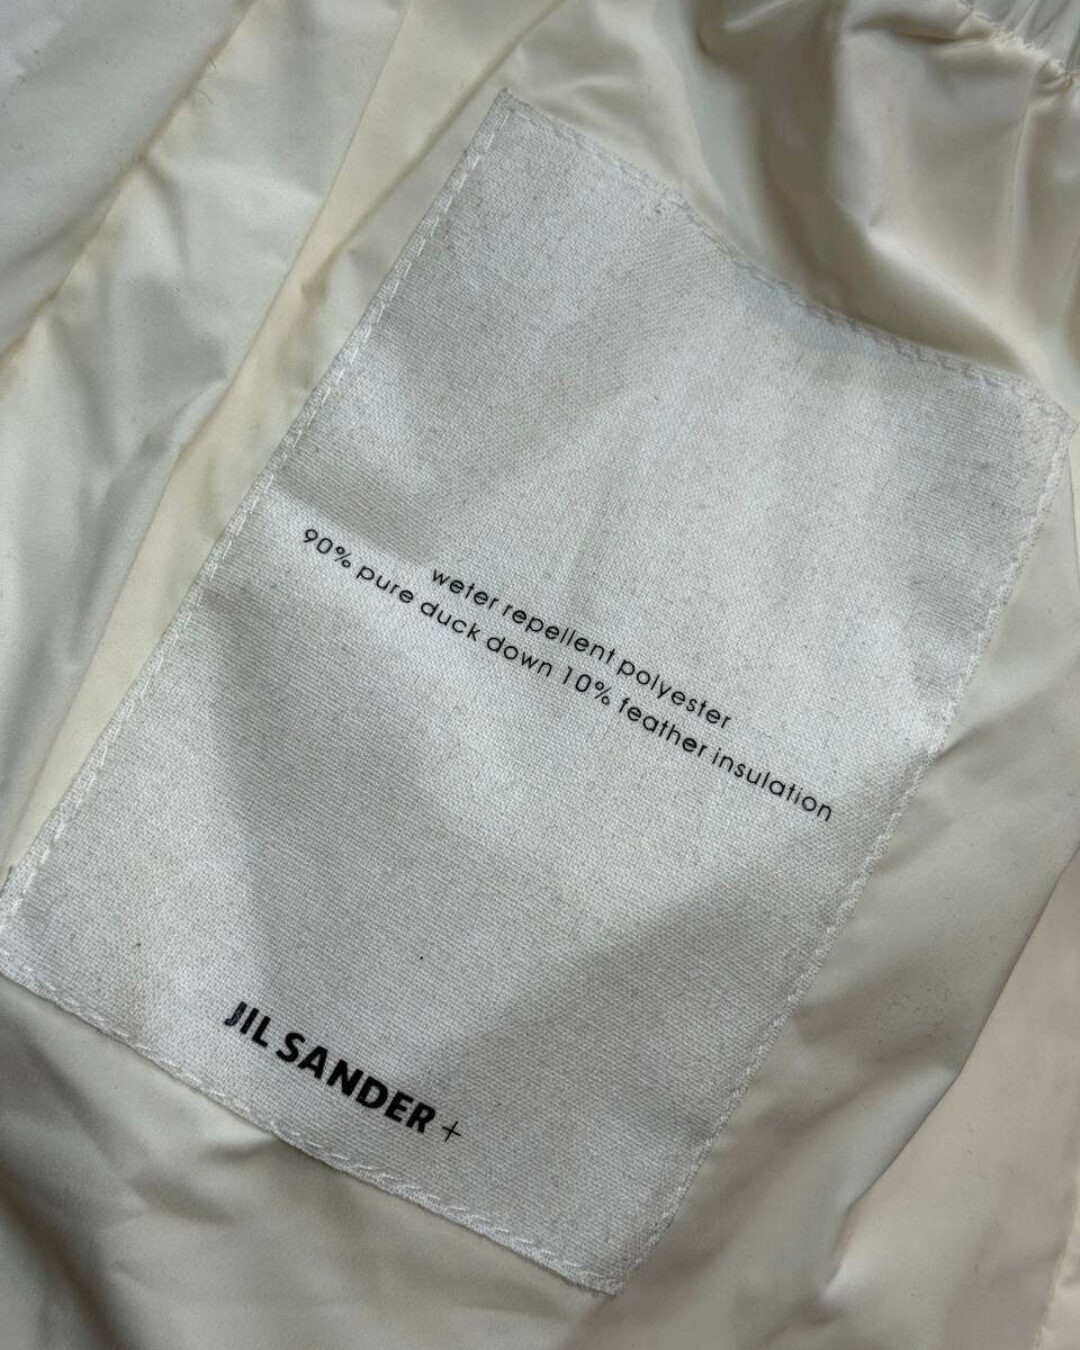 weter repellent polyester
90% pure duck down 10% feather insulation
JIL SANDER +